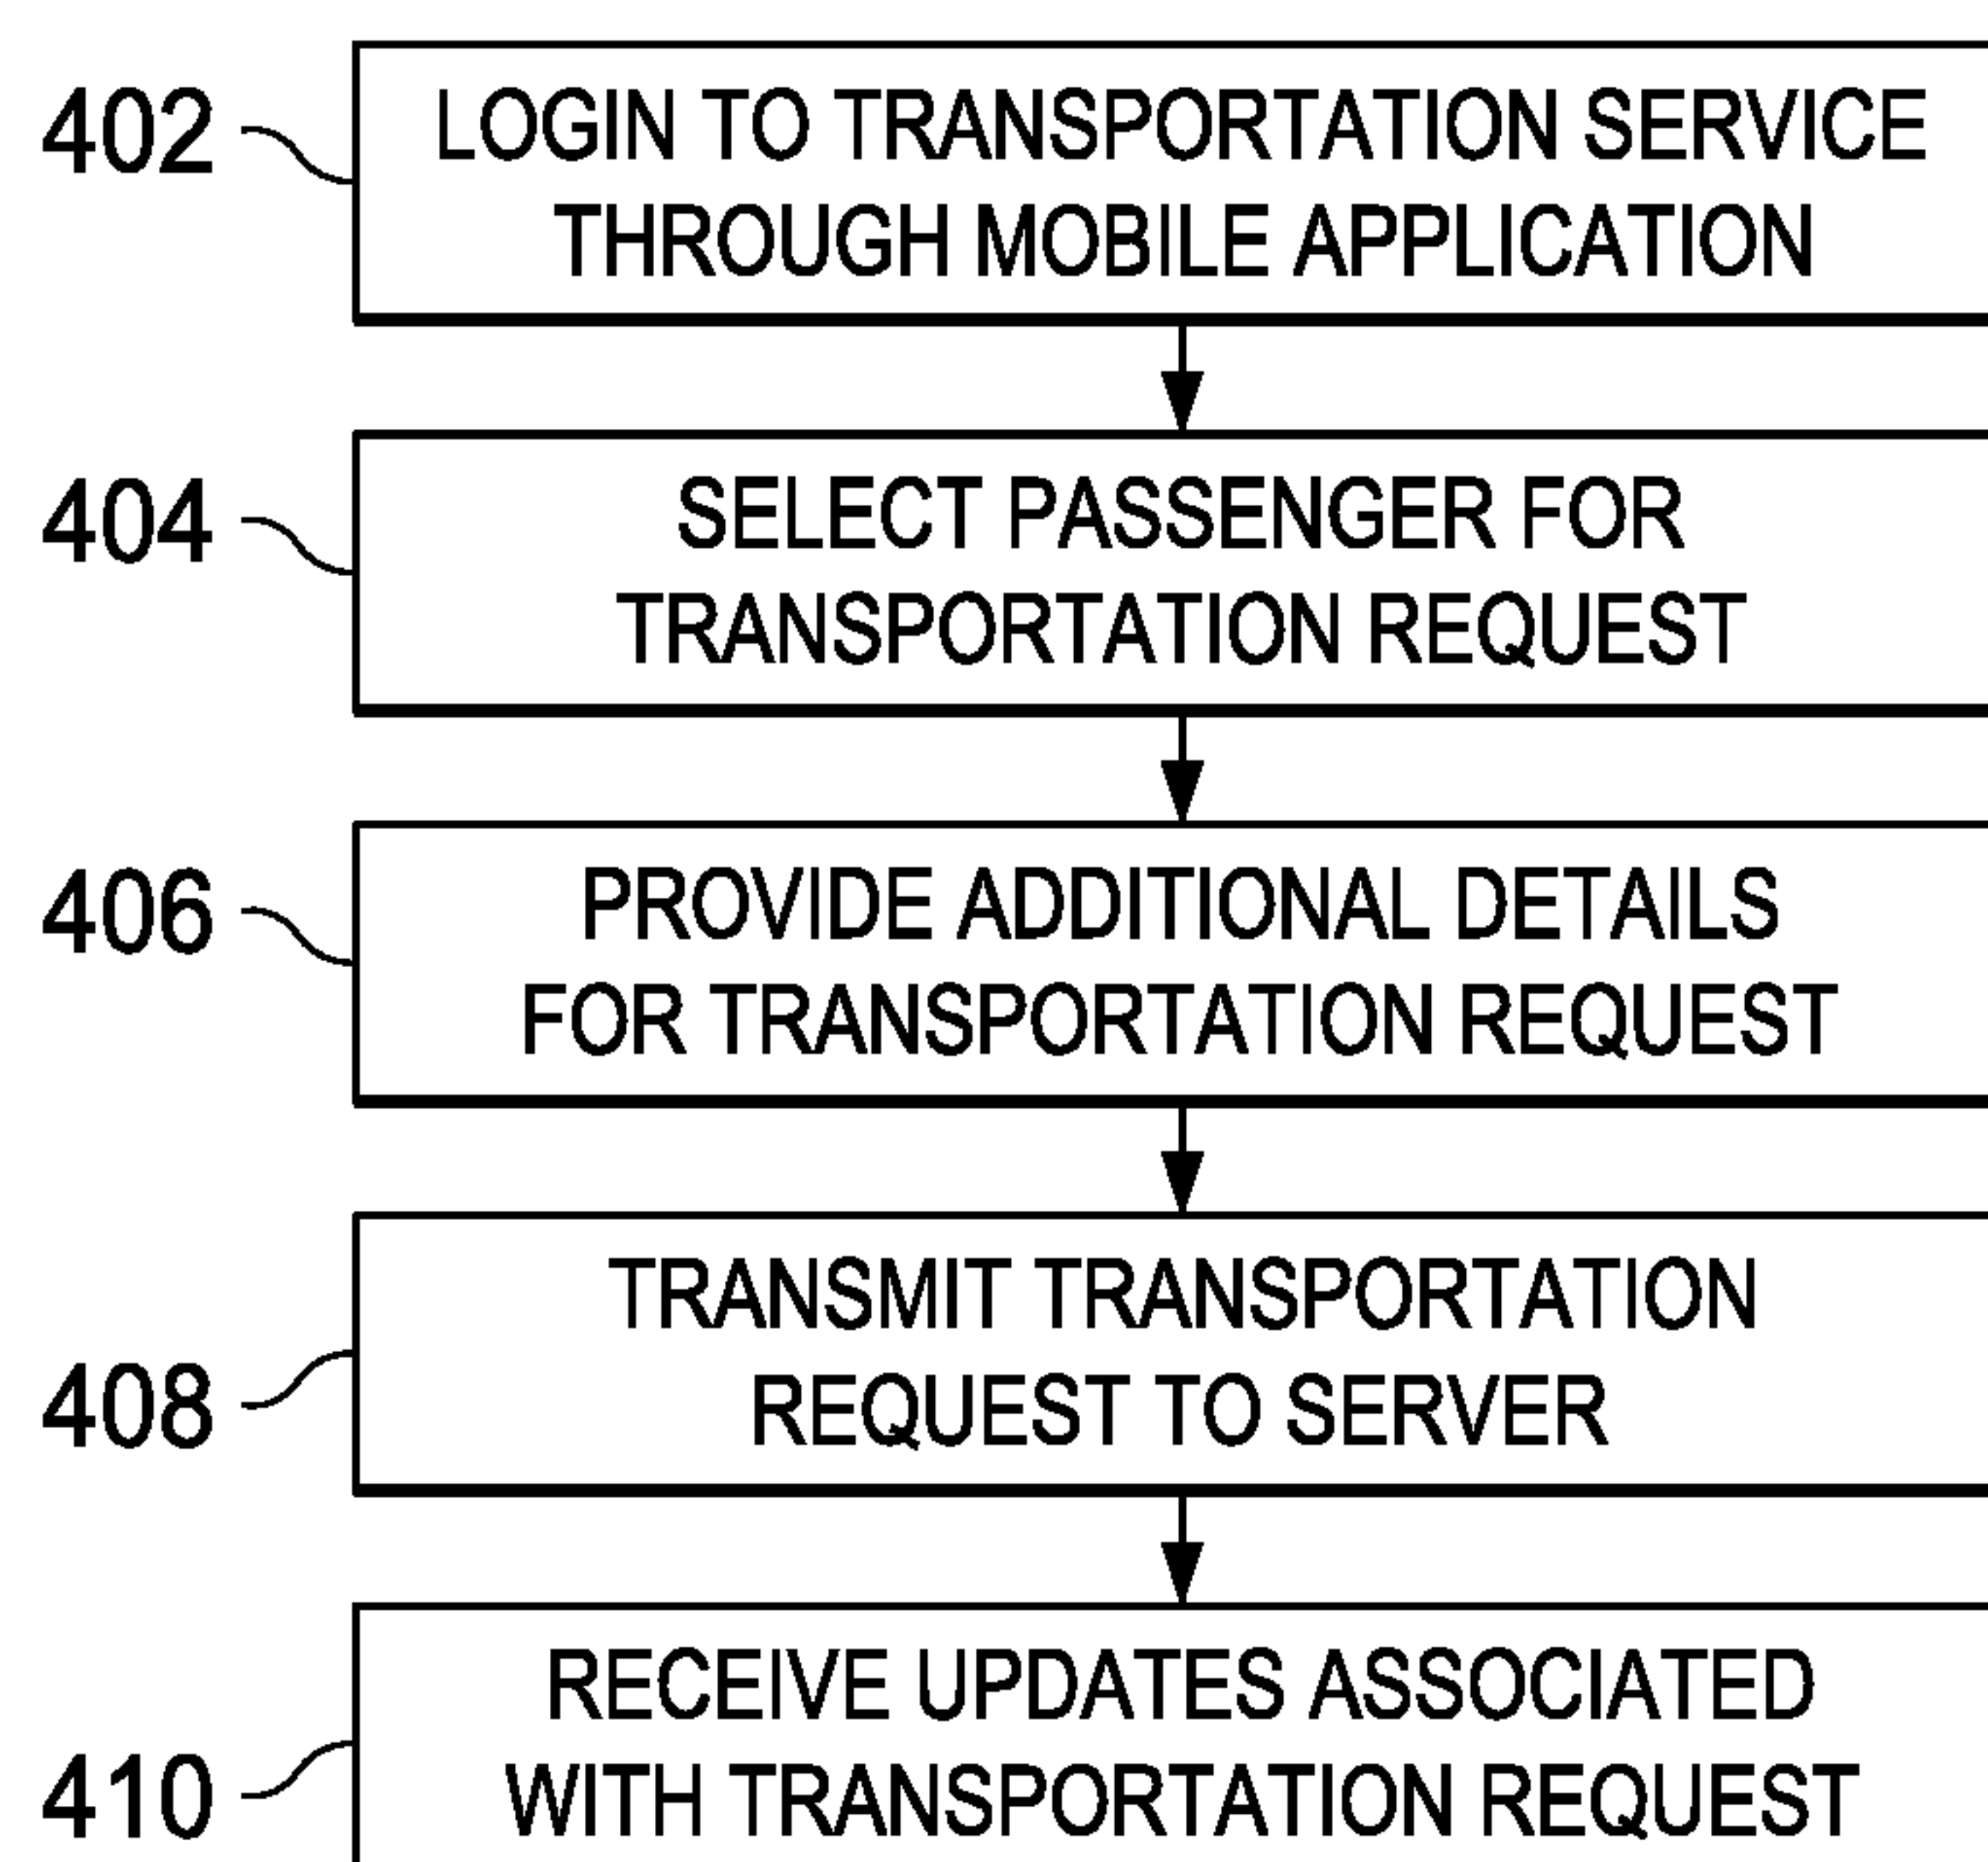 402
LOGIN TO TRANSPORTATION SERVICE
THROUGH MOBILE APPLICATION
404
SELECT PASSENGER FOR
TRANSPORTATION REQUEST
406
PROVIDE ADDITIONAL DETAILS
FOR TRANSPORTATION REQUEST
408
TRANSMIT TRANSPORTATION
REQUEST TO SERVER
410
RECEIVE UPDATES ASSOCIATED
WITH TRANSPORTATION REQUEST